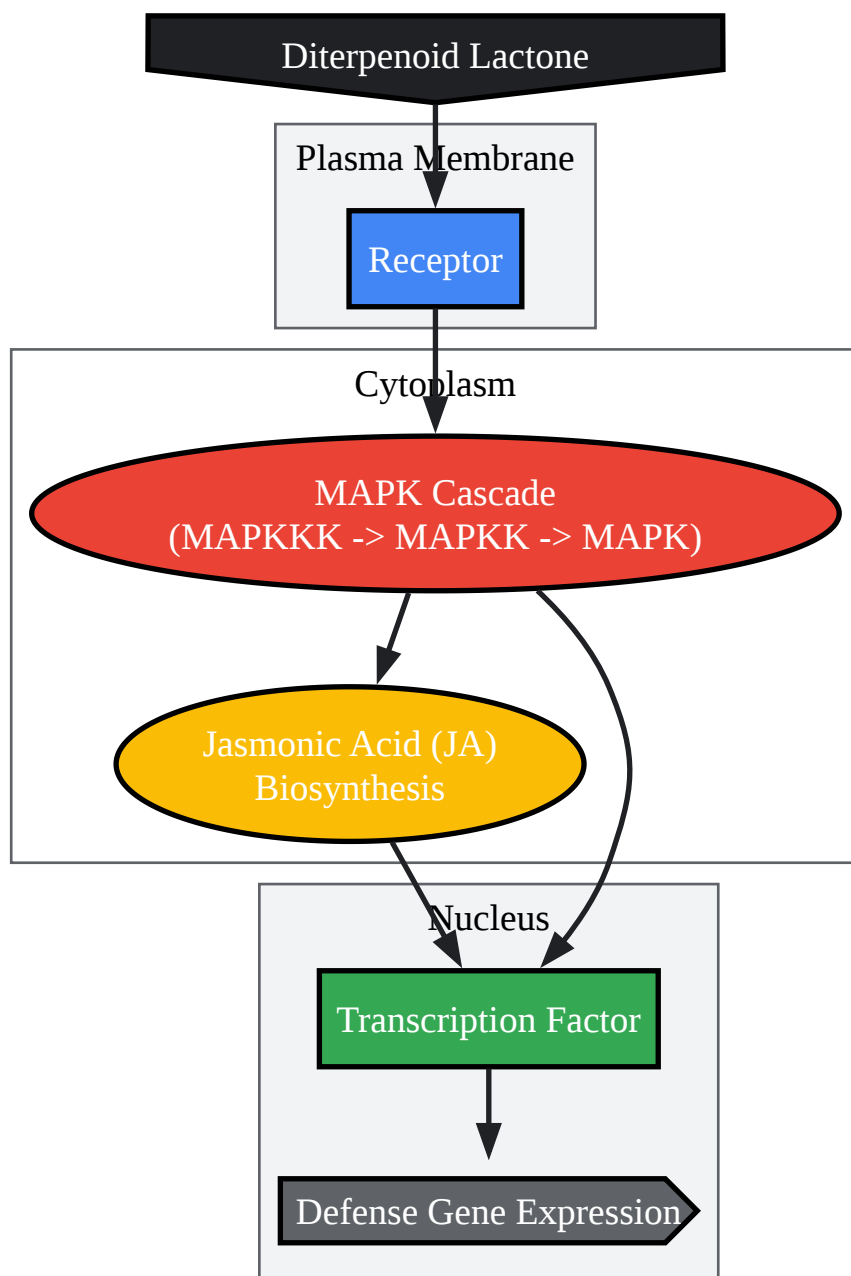 Diterpenoid Lactone
Plasma Membrane
Receptor
Cytoplasm
MAPK Cascade
(MAPKKK -> MAPKK -> MAPK)
Jasmonic Acid (JA)
Biosynthesis
Nucleus
Transcription Factor
Defense Gene Expression